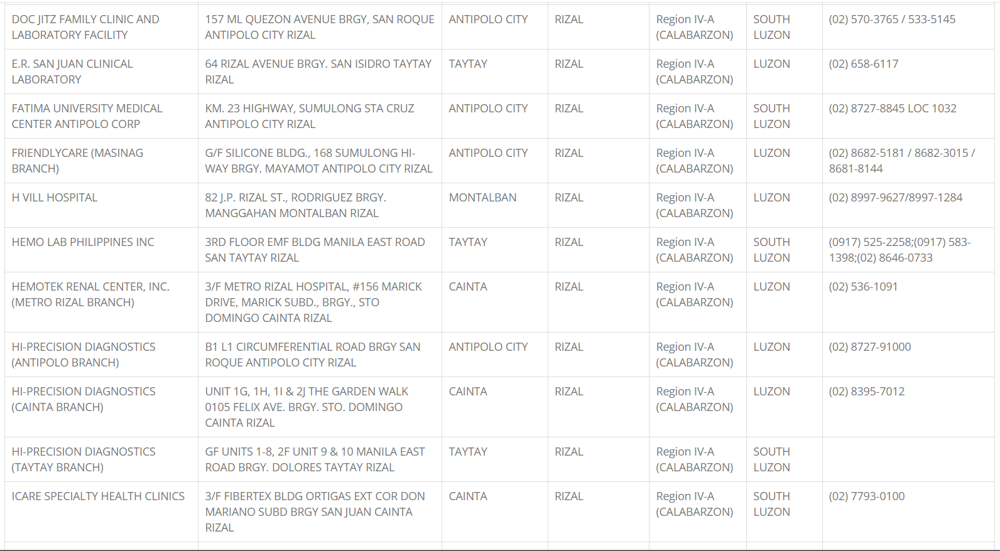 DOC JITZ FAMILY CLINIC AND
LABORATORY FACILITY
157 ML QUEZON AVENUE BRGY, SAN ROQUE
ANTIPOLO CITY RIZAL
ANTIPOLO CITY
RIZAL
Region IV-A
(CALABARZON)
SOUTH
LUZON
(02) 570-3765 / 533-5145
E.R. SAN JUAN CLINICAL
LABORATORY
64 RIZAL AVENUE BRGY. SAN ISIDRO TAYTAY
RIZAL
TAYTAY
RIZAL
Region IV-A
(CALABARZON)
LUZON
(02) 658-6117
FATIMA UNIVERSITY MEDICAL
CENTER ANTIPOLO CORP
KM. 23 HIGHWAY, SUMULONG STA CRUZ
ANTIPOLO CITY RIZAL
ANTIPOLO CITY
RIZAL
Region IV-A
(CALABARZON)
SOUTH
LUZON
(02) 8727-8845 LOC 1032
FRIENDLYCARE (MASINAG
BRANCH)
G/F SILICONE BLDG., 168 SUMULONG HI-
WAY BRGY. MAYAMOT ANTIPOLO CITY RIZAL
ANTIPOLO CITY
RIZAL
Region IV-A
(CALABARZON)
LUZON
(02) 8682-5181 / 8682-3015 /
8681-8144
H VILL HOSPITAL
82 J.P. RIZAL ST., RODRIGUEZ BRGY.
MANGGAHAN MONTALBAN RIZAL
MONTALBAN
RIZAL
Region IV-A
(CALABARZON)
LUZON
(02) 8997-9627/8997-1284
HEMO LAB PHILIPPINES INC
3RD FLOOR EMF BLDG MANILA EAST ROAD
SAN TAYTAY RIZAL
TAYTAY
RIZAL
Region IV-A
(CALABARZON)
SOUTH
LUZON
(0917) 525-2258;(0917) 583-
1398;(02) 8646-0733
HEMOTEK RENAL CENTER, INC.
(METRO RIZAL BRANCH)
3/F METRO RIZAL HOSPITAL, #156 MARICK
DRIVE, MARICK SUBD., BRGY., STO
DOMINGO CAINTA RIZAL
CAINTA
RIZAL
Region IV-A
(CALABARZON)
LUZON
(02) 536-1091
HI-PRECISION DIAGNOSTICS
(ANTIPOLO BRANCH)
B1 L1 CIRCUMFERENTIAL ROAD BRGY SAN
ROQUE ANTIPOLO CITY RIZAL
ANTIPOLO CITY
RIZAL
Region IV-A
(CALABARZON)
LUZON
(02) 8727-91000
HI-PRECISION DIAGNOSTICS
(CAINTA BRANCH)
UNIT 1G, 1H, 1I & 2J THE GARDEN WALK
0105 FELIX AVE. BRGY. STO. DOMINGO
CAINTA RIZAL
CAINTA
RIZAL
Region IV-A
(CALABARZON)
LUZON
(02) 8395-7012
HI-PRECISION DIAGNOSTICS
(TAYTAY BRANCH)
GF UNITS 1-8, 2F UNIT 9 & 10 MANILA EAST
ROAD BRGY. DOLORES TAYTAY RIZAL
TAYTAY
RIZAL
Region IV-A
(CALABARZON)
SOUTH
LUZON
ICARE SPECIALTY HEALTH CLINICS
3/F FIBERTEX BLDG ORTIGAS EXT COR DON
MARIANO SUBD BRGY SAN JUAN CAINTA
RIZAL
CAINTA
RIZAL
Region IV-A
(CALABARZON)
SOUTH
LUZON
(02) 7793-0100